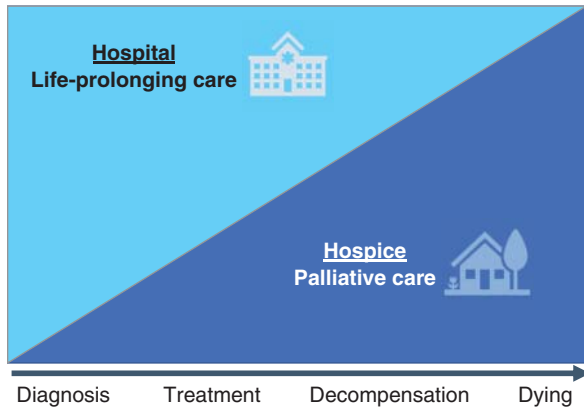 Hospital
Life-prolonging care
Hospice
Palliative care
Diagnosis Treatment Decompensation Dying